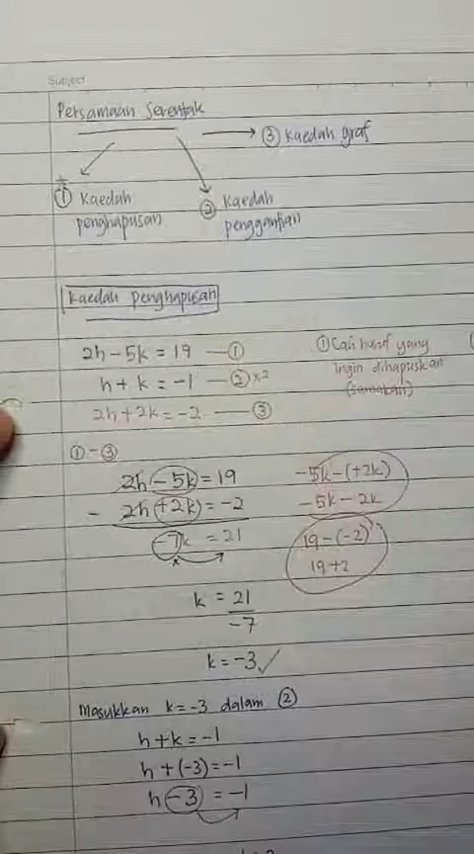 Subject
Persamaan Serentak
③ Kaedah graf
① Kaedah penghapusan
② Kaedah penggantian
Kaedah penghapusan
2h - 5k = 19 — ①
h + k = -1 — ② ×2
2h + 2k = -2 — ③
① Cari huruf yang
ingin dihapuskan
(samakan)
① - ③
2h - 5k = 19
- 2h + 2k = -2
-7k = 21
-5k - (+2k)
-5k - 2k
19 - (-2)
19 + 2
k = 21
-7
k = -3 ✓
Masukkan k = -3 dalam ②
h + k = -1
h + (-3) = -1
h - 3 = -1